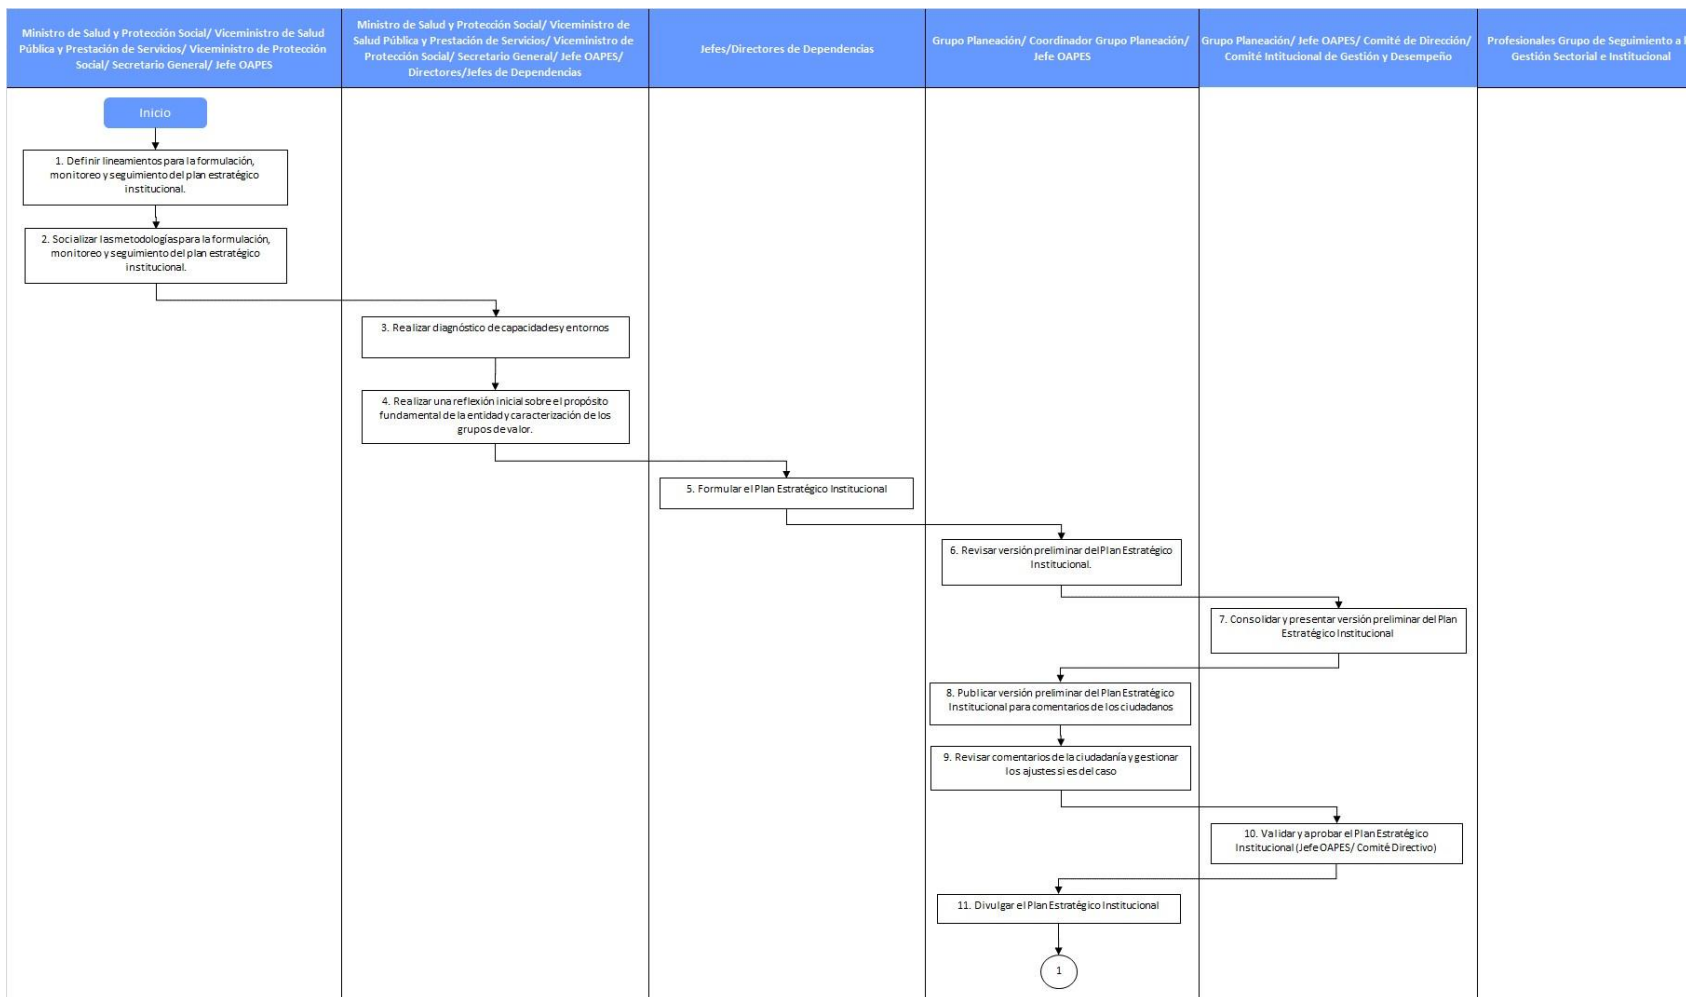 Ministro de Salud y Protección Social/ Viceministro de Salud
Pública y Prestación de Servicios/ Viceministro de Protección
Social/ Secretario General/ Jefe OAPES
Ministro de Salud y Protección Social/ Viceministro de
Salud Pública y Prestación de Servicios/ Viceministro de
Protección Social/ Secretario General/ Jefe OAPES/
Directores/Jefes de Dependencias
Jefes/Directores de Dependencias
Grupo Planeación/ Coordinador Grupo Planeación/
Jefe OAPES
Grupo Planeación/ Jefe OAPES/ Comité de Dirección/
Comité Intitucional de Gestión y Desempeño
Profesionales Grupo de Seguimiento a l
Gestión Sectorial e Institucional
Inicio
1. Definir lineamientos para la formulación,
monitoreo y seguimiento del plan estratégico
institucional.
2. Socializar las metodologías para la formulación,
monitoreo y seguimiento del plan estratégico
institucional.
3. Realizar diagnóstico de capacidades y entornos
4. Realizar una reflexión inicial sobre el propósito
fundamental de la entidad y caracterización de los
grupos de valor.
5. Formular el Plan Estratégico Institucional
6. Revisar versión preliminar del Plan Estratégico
Institucional.
7. Consolidar y presentar versión preliminar del Plan
Estratégico Institucional
8. Publicar versión preliminar del Plan Estratégico
Institucional para comentarios de los ciudadanos
9. Revisar comentarios de la ciudadanía y gestionar
los ajustes si es del caso
10. Validar y aprobar el Plan Estratégico
Institucional (Jefe OAPES/ Comité Directivo)
11. Divulgar el Plan Estratégico Institucional
1